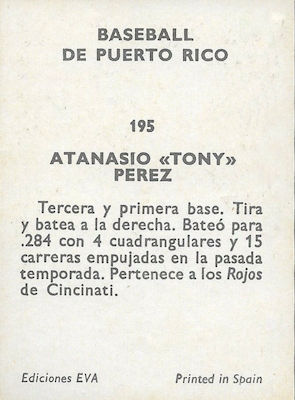 BASEBALL
DE PUERTO RICO
195
ATANASIO «TONY»
PEREZ
Tercera y primera base. Tira
y batea a la derecha. Bateó para
.284 con 4 cuadrangulares y 15
carreras empujadas en la pasada
temporada. Pertenece a los Rojos
de Cincinati.
Ediciones EVA Printed in Spain